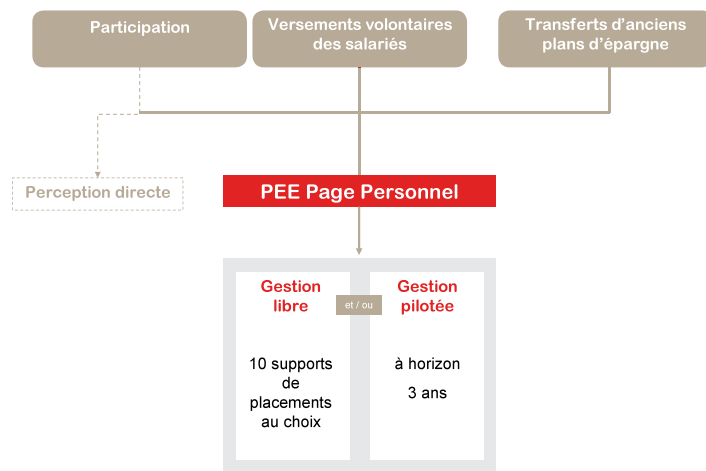 Participation
Versements volontaires
des salariés
Transferts d’anciens
plans d’épargne
Perception directe
PEE Page Personnel
Gestion
libre
et / ou
Gestion
pilotée
10 supports
de
placements
au choix
à horizon
3 ans